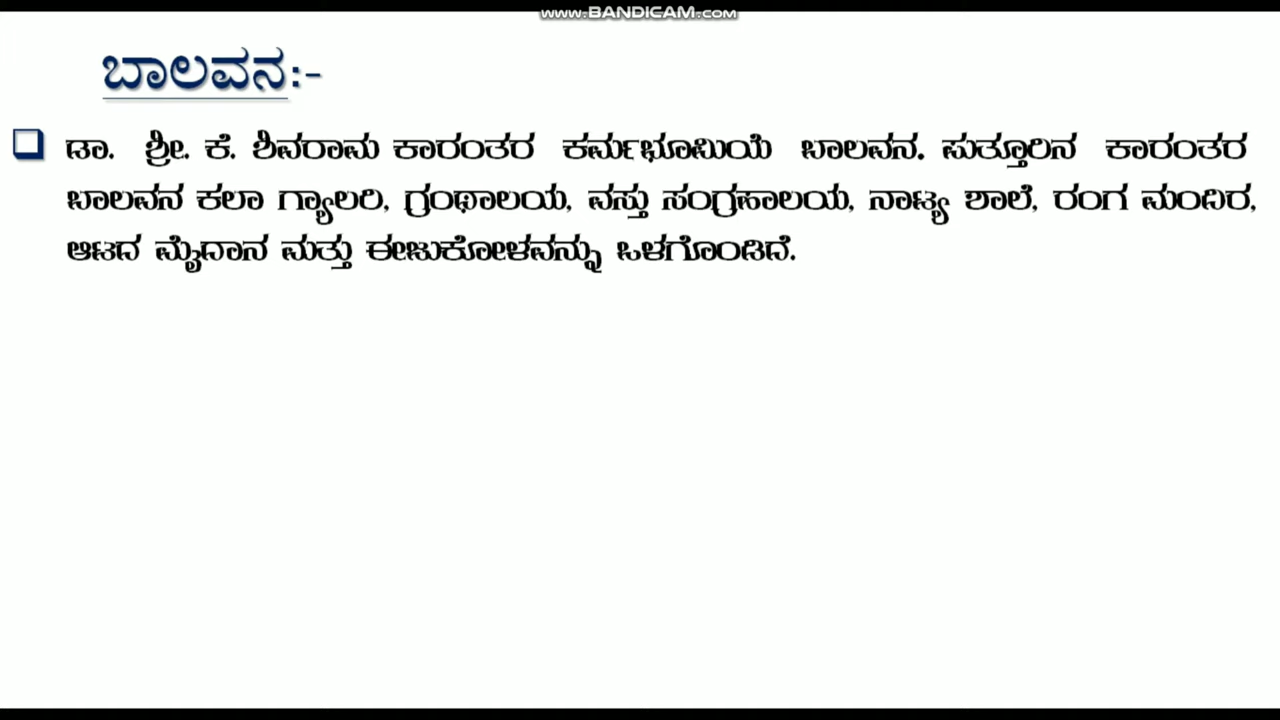 www.BANDICAM.com
ಬಾಲವನ:-
ಡಾ. ಶ್ರೀ. ಕೆ. ಶಿವರಾಮ ಕಾರಂತರ ಕರ್ಮಭೂಮಿಯೆ ಬಾಲವನ. ಪುತ್ತೂರಿನ ಕಾರಂತರ
ಬಾಲವನ ಕಲಾ ಗ್ಯಾಲರಿ, ಗ್ರಂಥಾಲಯ, ವಸ್ತು ಸಂಗ್ರಹಾಲಯ, ನಾಟ್ಯ ಶಾಲೆ, ರಂಗ ಮಂದಿರ,
ಆಟದ ಮೈದಾನ ಮತ್ತು ಈಜುಕೋಳವನ್ನು ಒಳಗೊಂಡಿದೆ.